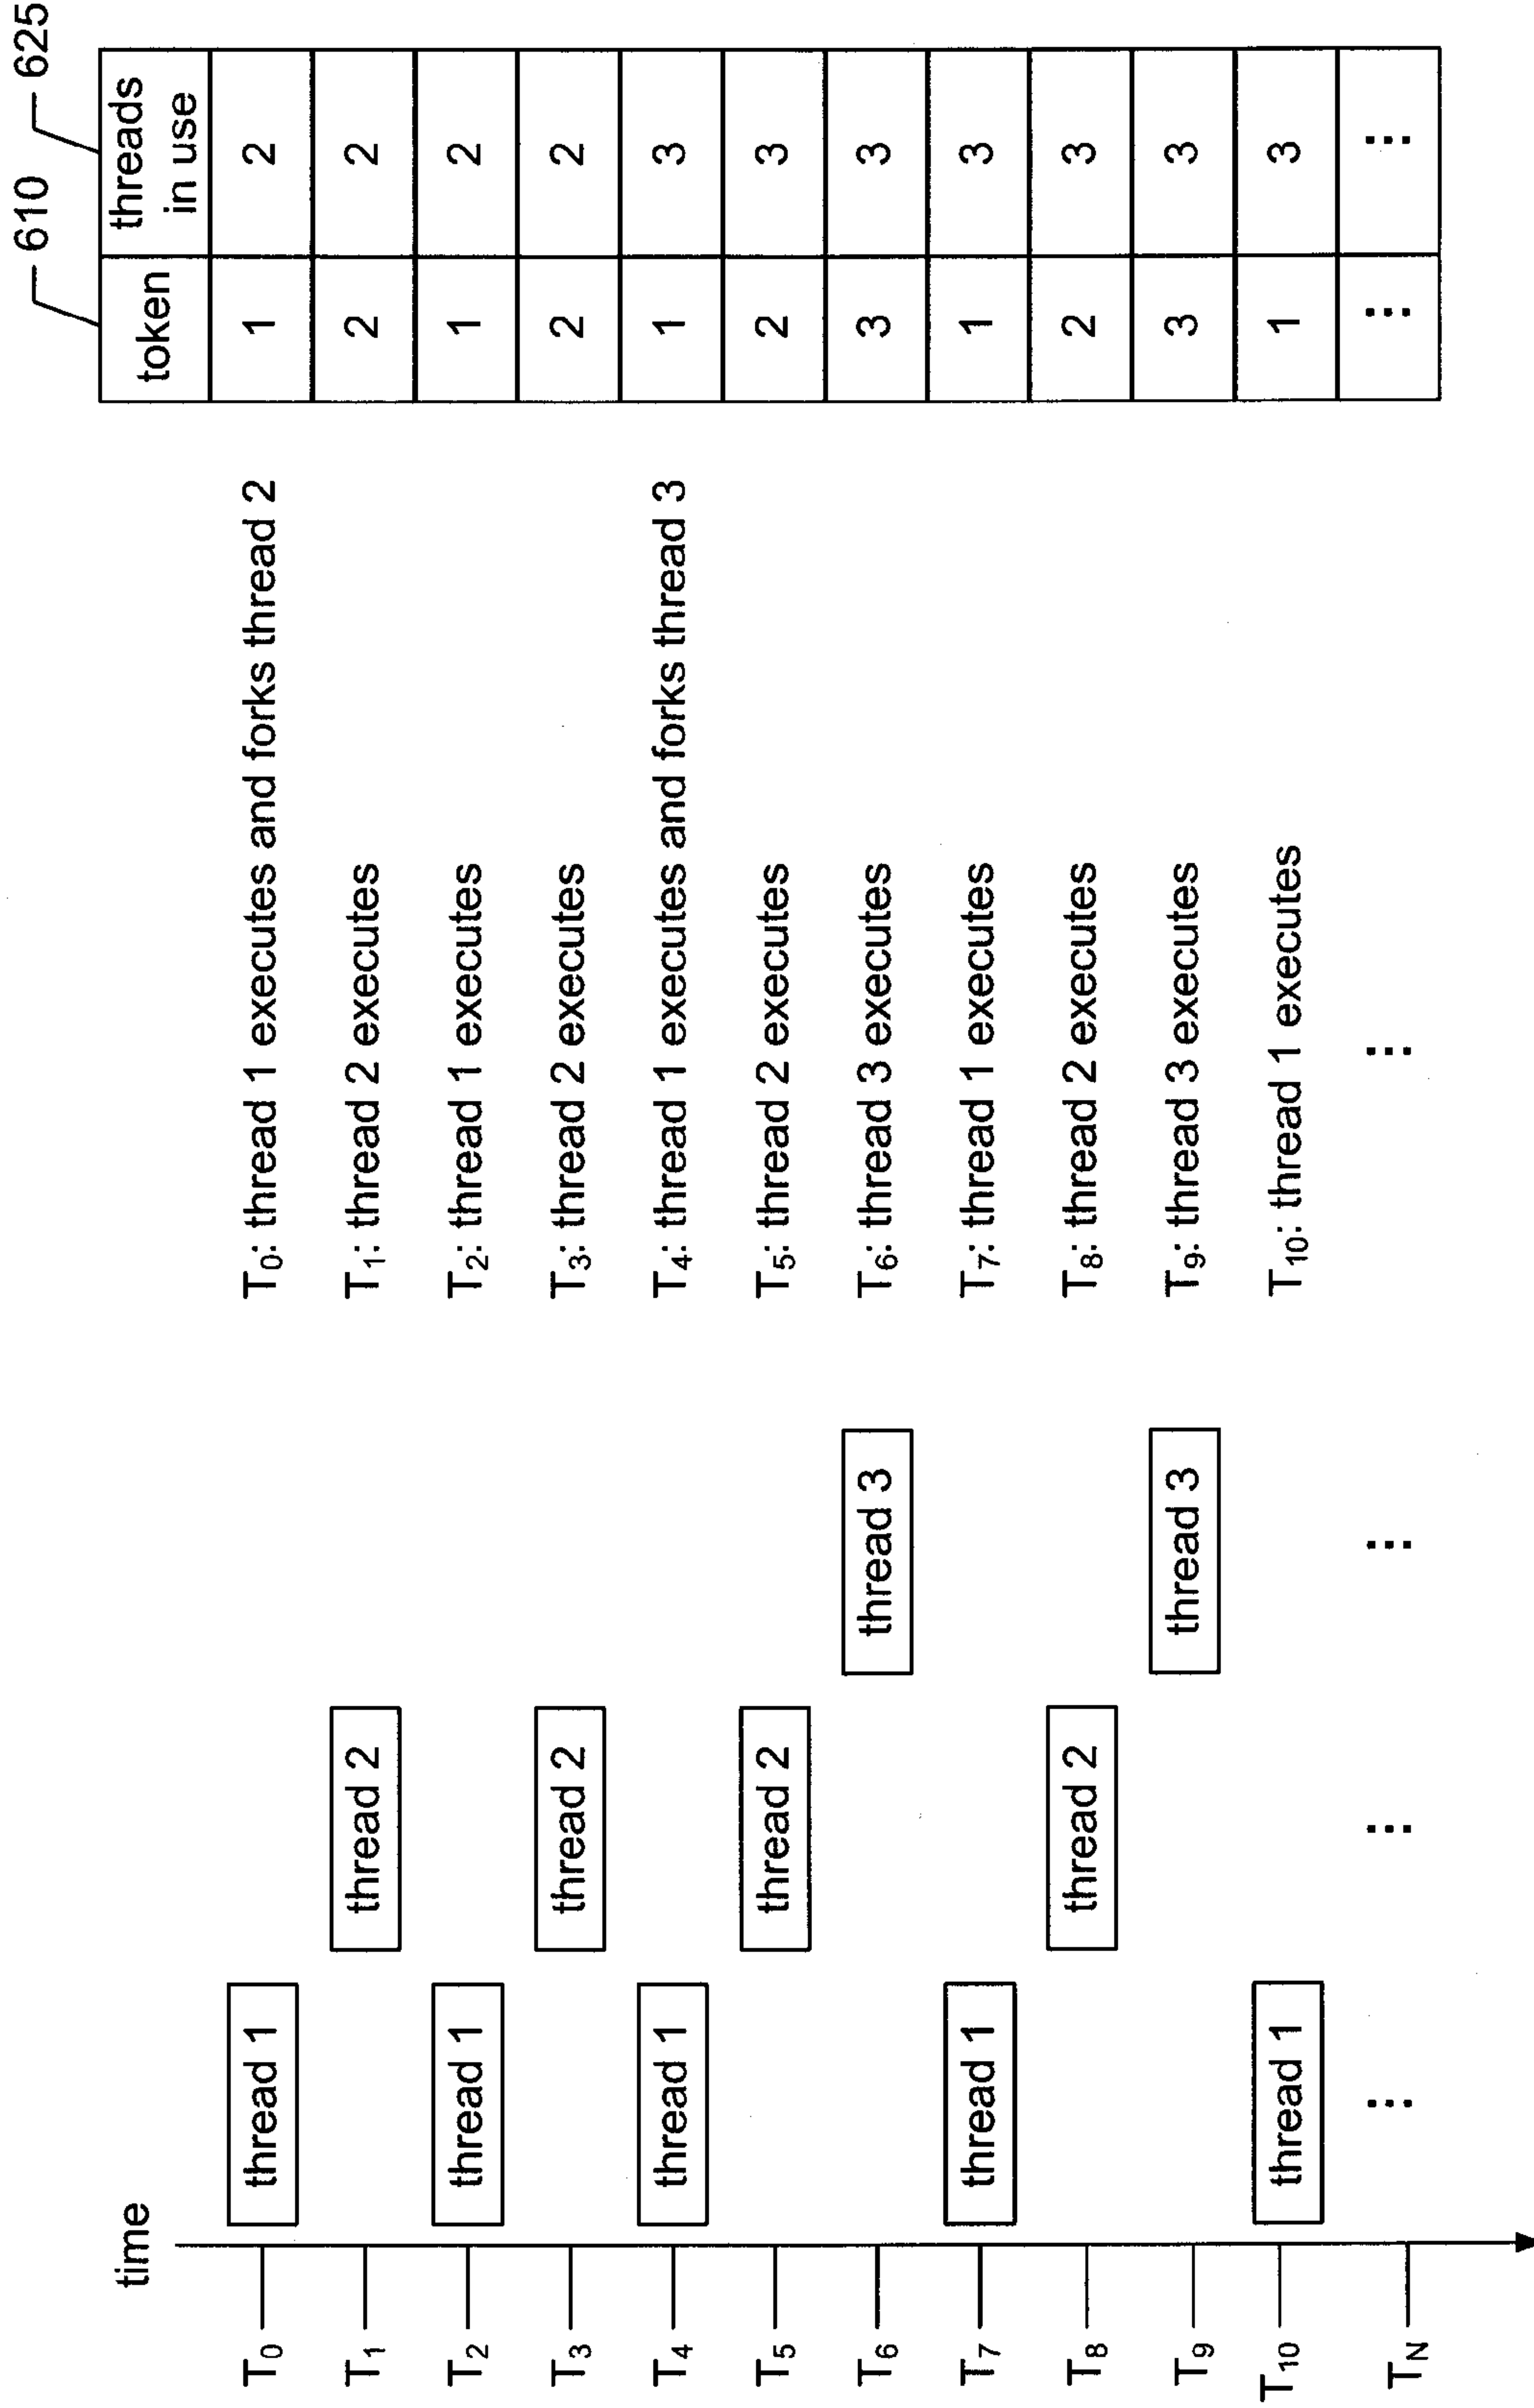 610 625
time token threads in use
T0 thread 1 T0: thread 1 executes and forks thread 2 1 2
T1 thread 2 T1: thread 2 executes 2 2
T2 thread 1 T2: thread 1 executes 1 2
T3 thread 2 T3: thread 2 executes 2 2
T4 thread 1 T4: thread 1 executes and forks thread 3 1 3
T5 thread 2 T5: thread 2 executes 2 3
T6 thread 3 T6: thread 3 executes 3 3
T7 thread 1 T7: thread 1 executes 1 3
T8 thread 2 T8: thread 2 executes 2 3
T9 thread 3 T9: thread 3 executes 3 3
T10 thread 1 T10: thread 1 executes 1 3
TN ... ... ... ... ... ...